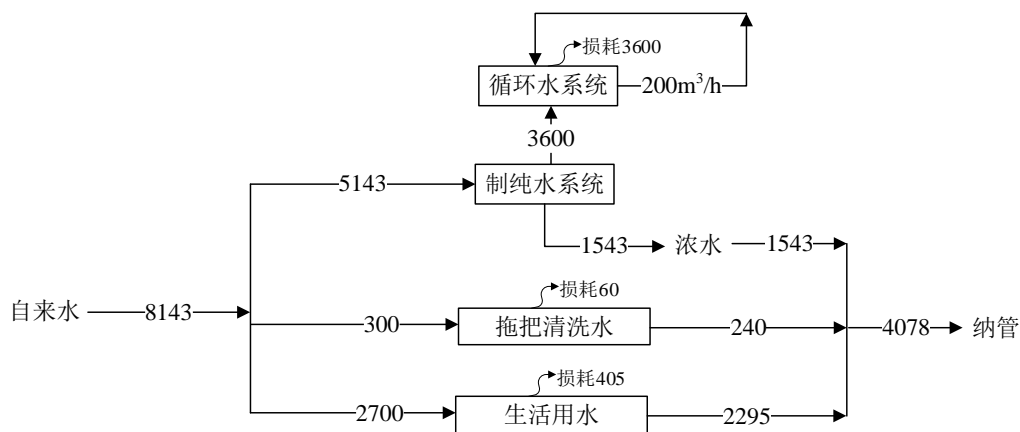 损耗3600
循环水系统
200m³/h
3600
5143
制纯水系统
1543
浓水
1543
自来水
8143
损耗60
300
拖把清洗水
240
4078
纳管
损耗405
2700
生活用水
2295